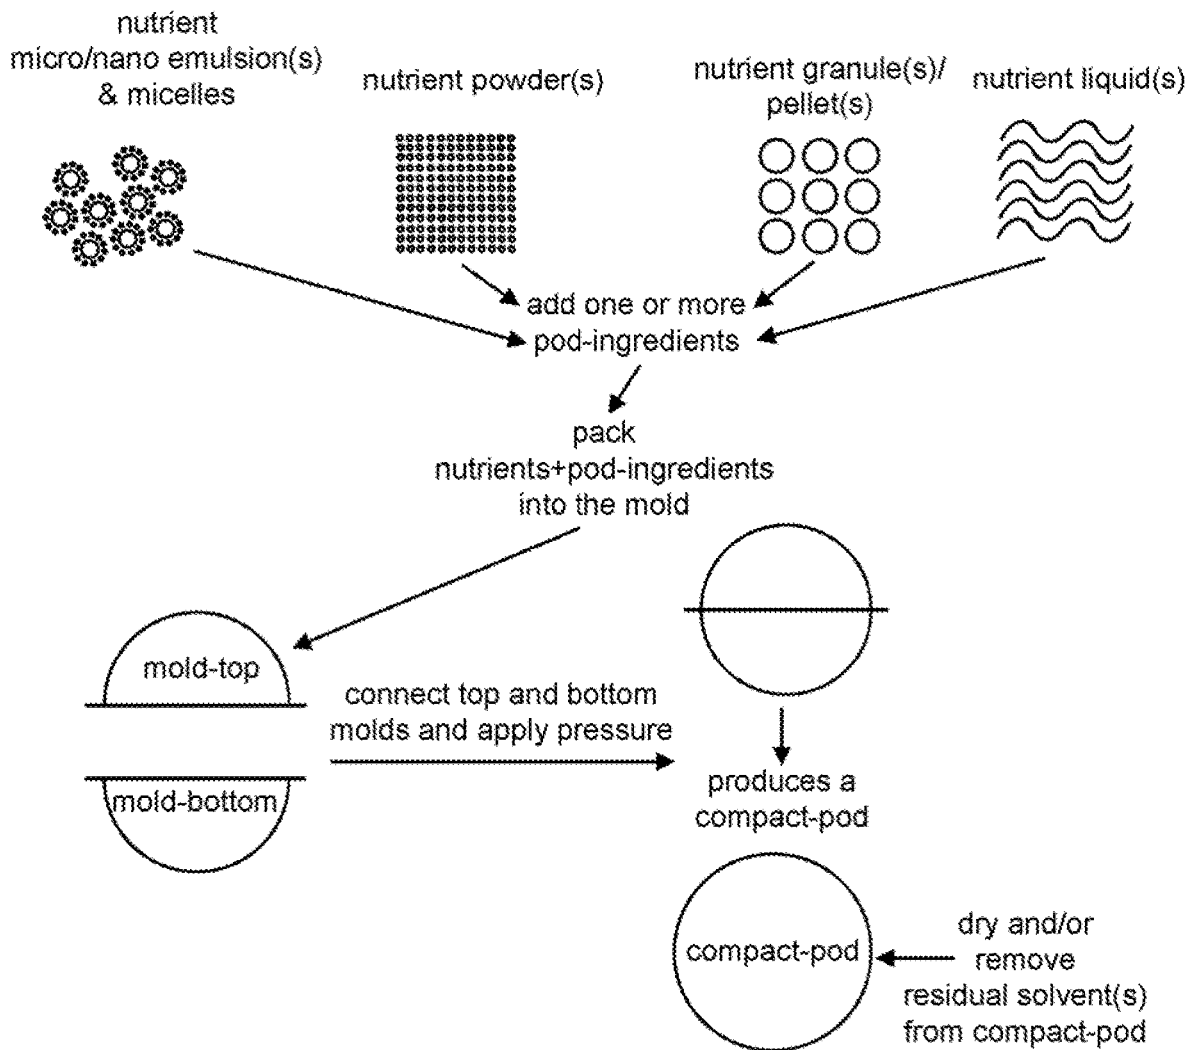 nutrient
micro/nano emulsion(s)
& micelles
nutrient powder(s)
nutrient granule(s)/
pellet(s)
nutrient liquid(s)
add one or more
pod-ingredients
pack
nutrients+pod-ingredients
into the mold
mold-top
mold-bottom
connect top and bottom
molds and apply pressure
produces a
compact-pod
compact-pod
dry and/or
remove
residual solvent(s)
from compact-pod